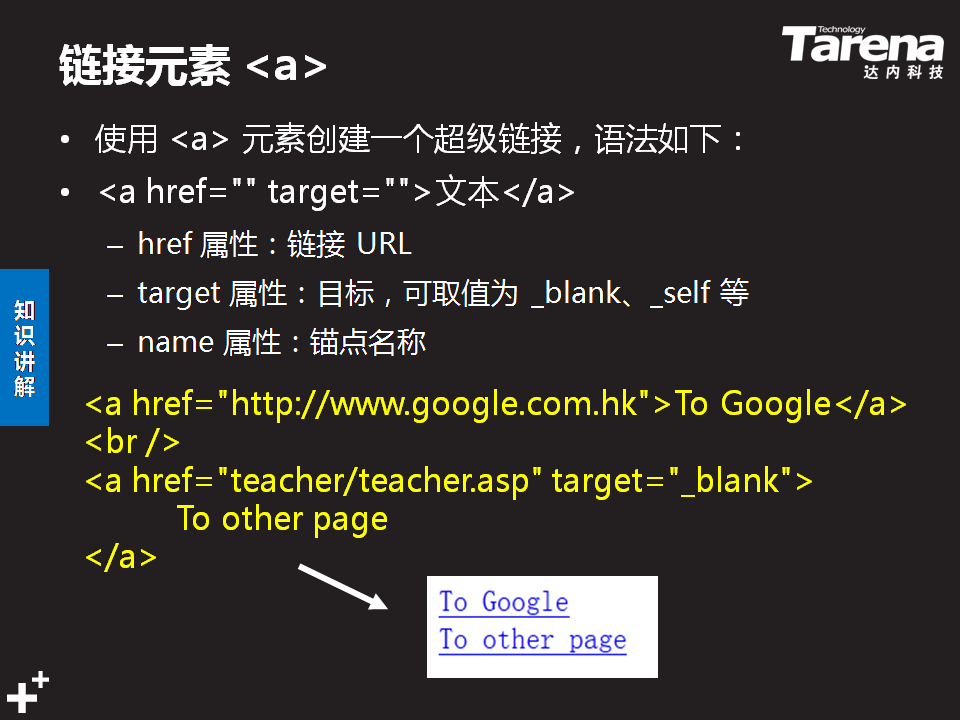 链接元素 <a>
Technology
Tarena
达内科技
• 使用 <a> 元素创建一个超级链接，语法如下：
• <a href="" target="">文本</a>
– href 属性：链接 URL
– target 属性：目标，可取值为 _blank、_self 等
– name 属性：锚点名称
知识讲解
<a href="http://www.google.com.hk">To Google</a>
<br />
<a href="teacher/teacher.asp" target="_blank">
To other page
</a>
To Google
To other page